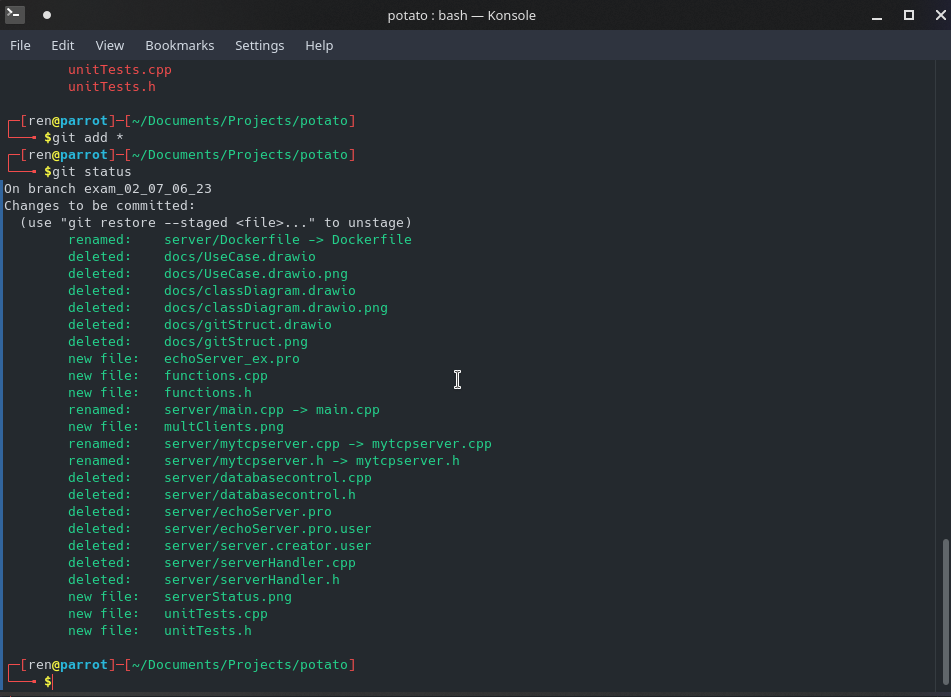 potato : bash — Konsole
File Edit View Bookmarks Settings Help
unitTests.cpp
unitTests.h
┌─[ren@parrot]─[~/Documents/Projects/potato]
└──╼ $git add *
┌─[ren@parrot]─[~/Documents/Projects/potato]
└──╼ $git status
On branch exam_02_07_06_23
Changes to be committed:
  (use "git restore --staged <file>..." to unstage)
        renamed:    server/Dockerfile -> Dockerfile
        deleted:    docs/UseCase.drawio
        deleted:    docs/UseCase.drawio.png
        deleted:    docs/classDiagram.drawio
        deleted:    docs/classDiagram.drawio.png
        deleted:    docs/gitStruct.drawio
        deleted:    docs/gitStruct.png
        new file:   echoServer_ex.pro
        new file:   functions.cpp
        new file:   functions.h
        renamed:    server/main.cpp -> main.cpp
        new file:   multClients.png
        renamed:    server/mytcpserver.cpp -> mytcpserver.cpp
        renamed:    server/mytcpserver.h -> mytcpserver.h
        deleted:    server/databasecontrol.cpp
        deleted:    server/databasecontrol.h
        deleted:    server/echoServer.pro
        deleted:    server/echoServer.pro.user
        deleted:    server/server.creator.user
        deleted:    server/serverHandler.cpp
        deleted:    server/serverHandler.h
        new file:   serverStatus.png
        new file:   unitTests.cpp
        new file:   unitTests.h
┌─[ren@parrot]─[~/Documents/Projects/potato]
└──╼ $